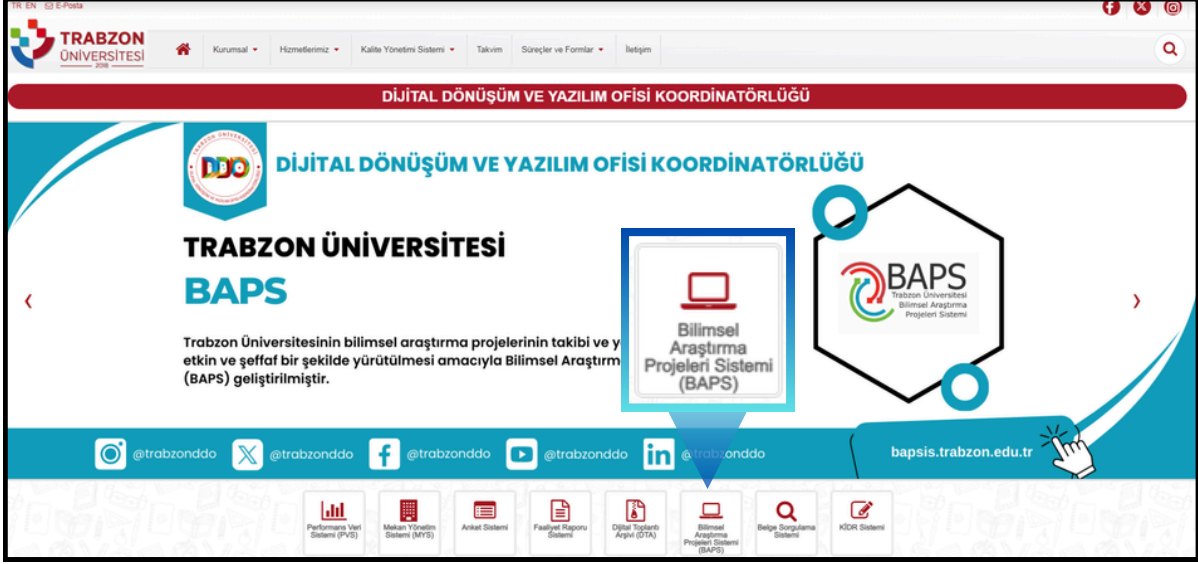 TR EN E-Posta
TRABZON
ÜNİVERSİTESİ
2018
Kurumsal Hizmetlerimiz Kalite Yönetimi Sistemi Takvim Süreçler ve Formlar İletişim
DİJİTAL DÖNÜŞÜM VE YAZILIM OFİSİ KOORDİNATÖRLÜĞÜ
DDO
DİJİTAL DÖNÜŞÜM VE YAZILIM OFİSİ KOORDİNATÖRLÜĞÜ
TRABZON ÜNİVERSİTESİ
BAPS
Trabzon Üniversitesinin bilimsel araştırma projelerinin takibi ve y
etkin ve şeffaf bir şekilde yürütülmesi amacıyla Bilimsel Araştırm
(BAPS) geliştirilmiştir.
Bilimsel
Araştırma
Projeleri Sistemi
(BAPS)
BAPS
Trabzon Üniversitesi
Bilimsel Araştırma
Projeleri Sistemi
@trabzonddo @trabzonddo @trabzonddo @trabzonddo @trabzonddo
bapsis.trabzon.edu.tr
Performans Veri
Sistemi (PVS)
Mekan Yönetim
Sistemi (MYS)
Anket Sistemi
Faaliyet Raporu
Sistemi
Dijital Toplantı
Arşivi (DTA)
Bilimsel
Araştırma
Projeleri Sistemi
(BAPS)
Belge Sorgulama
Sistemi
KİDR Sistemi